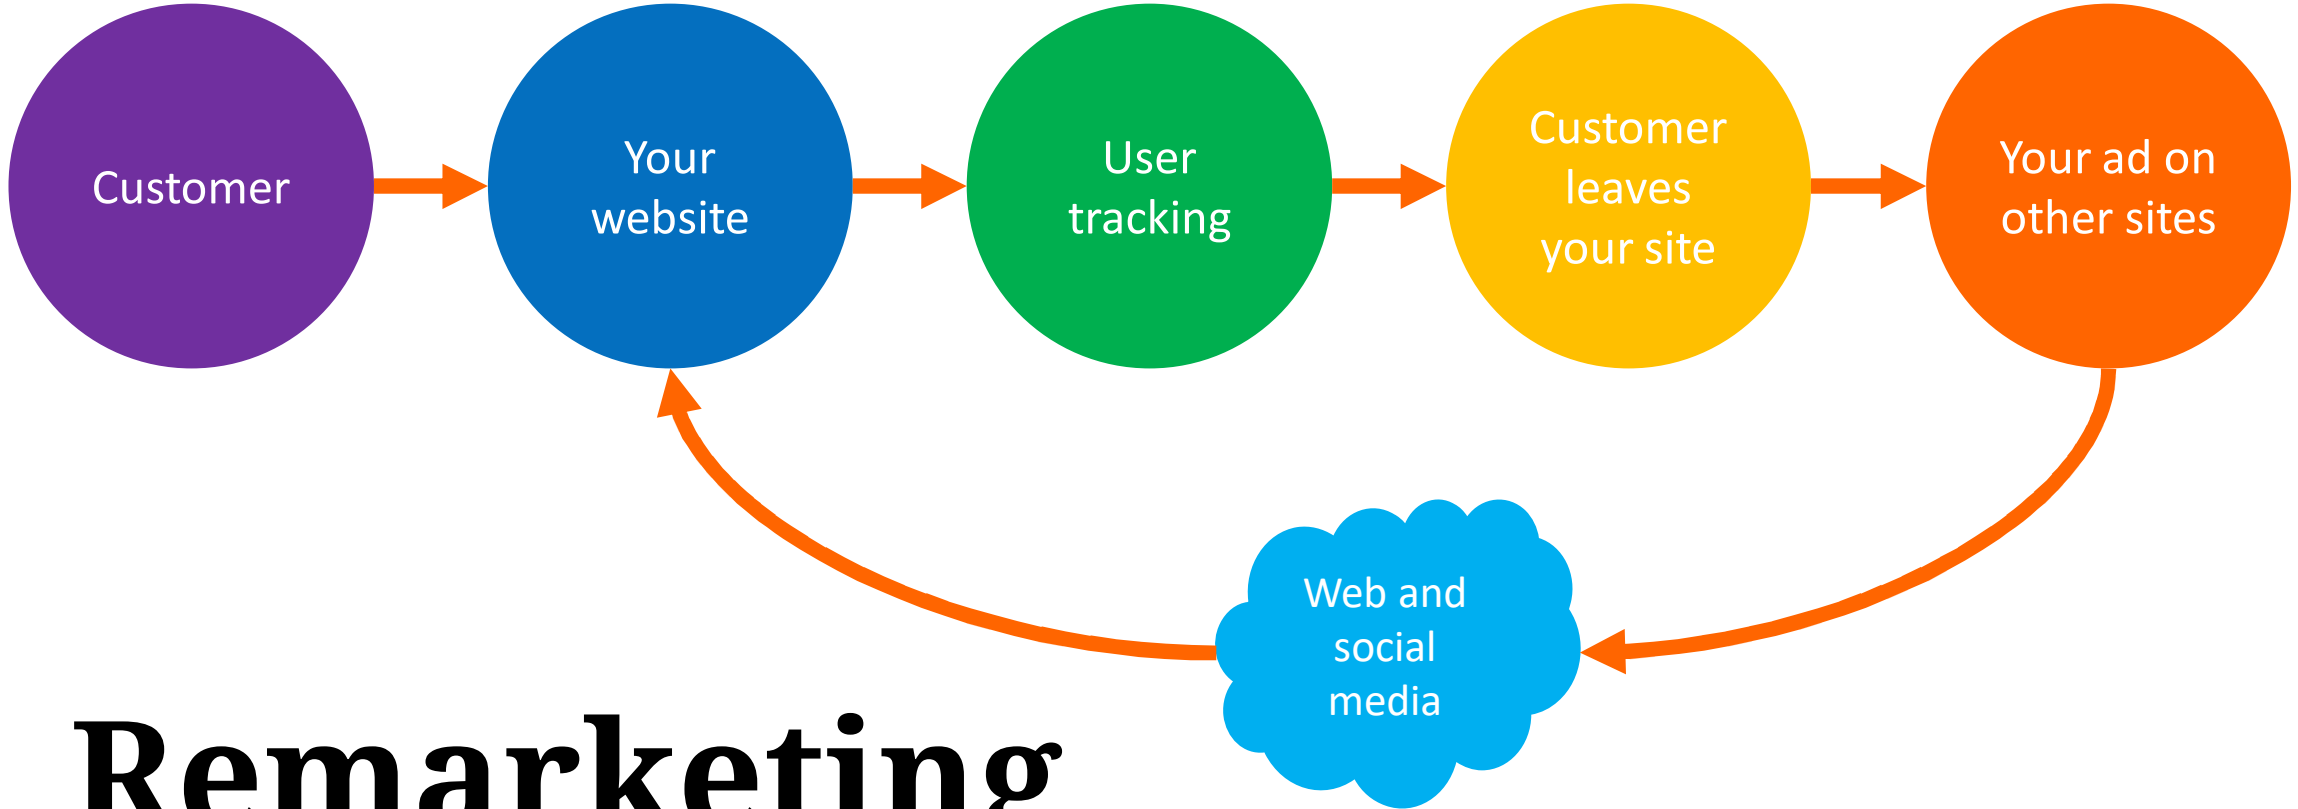 Customer
Your
website
User
tracking
Customer
leaves
your site
Your ad on
other sites
Web and
social
media
Remarketing